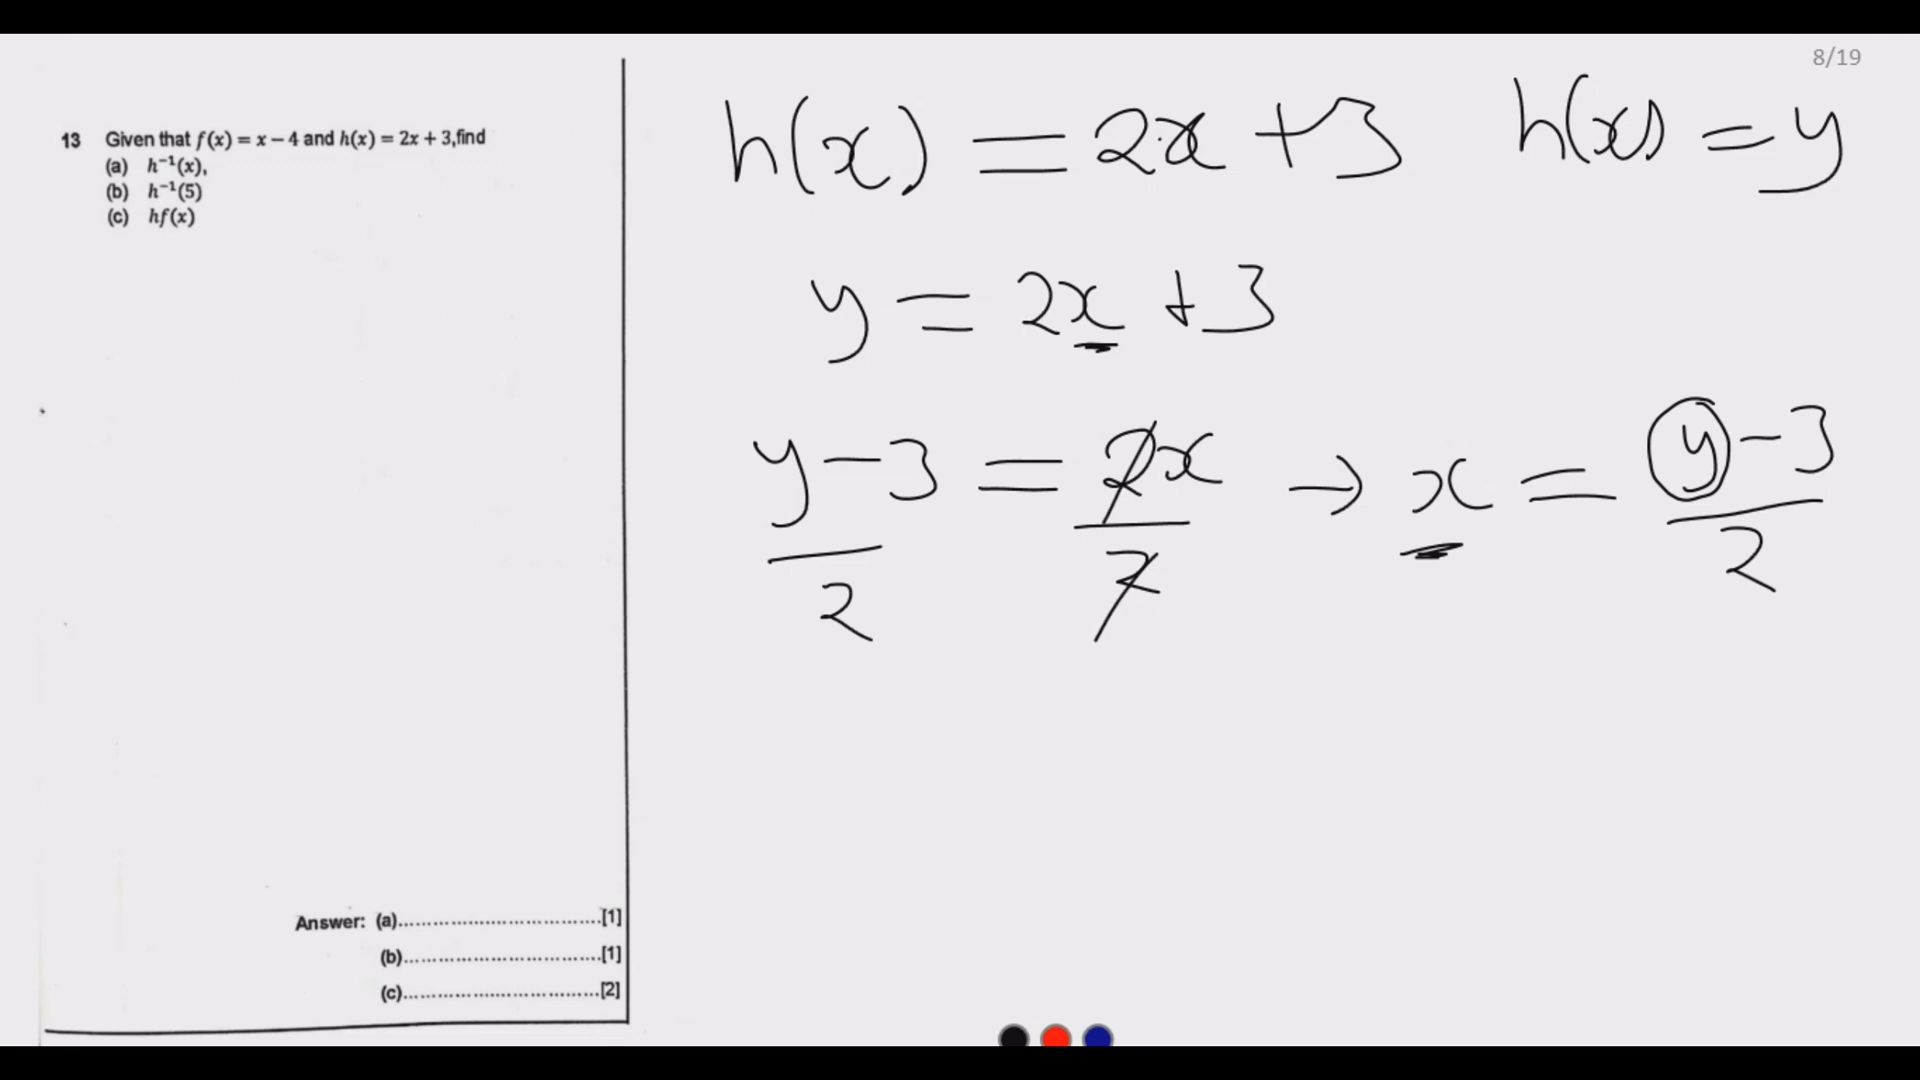 8/19
13 Given that f(x) = x − 4 and h(x) = 2x + 3,find
(a) h⁻¹(x),
(b) h⁻¹(5)
(c) hf(x)
Answer: (a)..................................[1]
(b)..................................[1]
(c)..................................[2]
h(x) = 2x + 3 h(x) = y
y = 2x + 3
y − 3 = 2x → x = y − 3
2 2 2